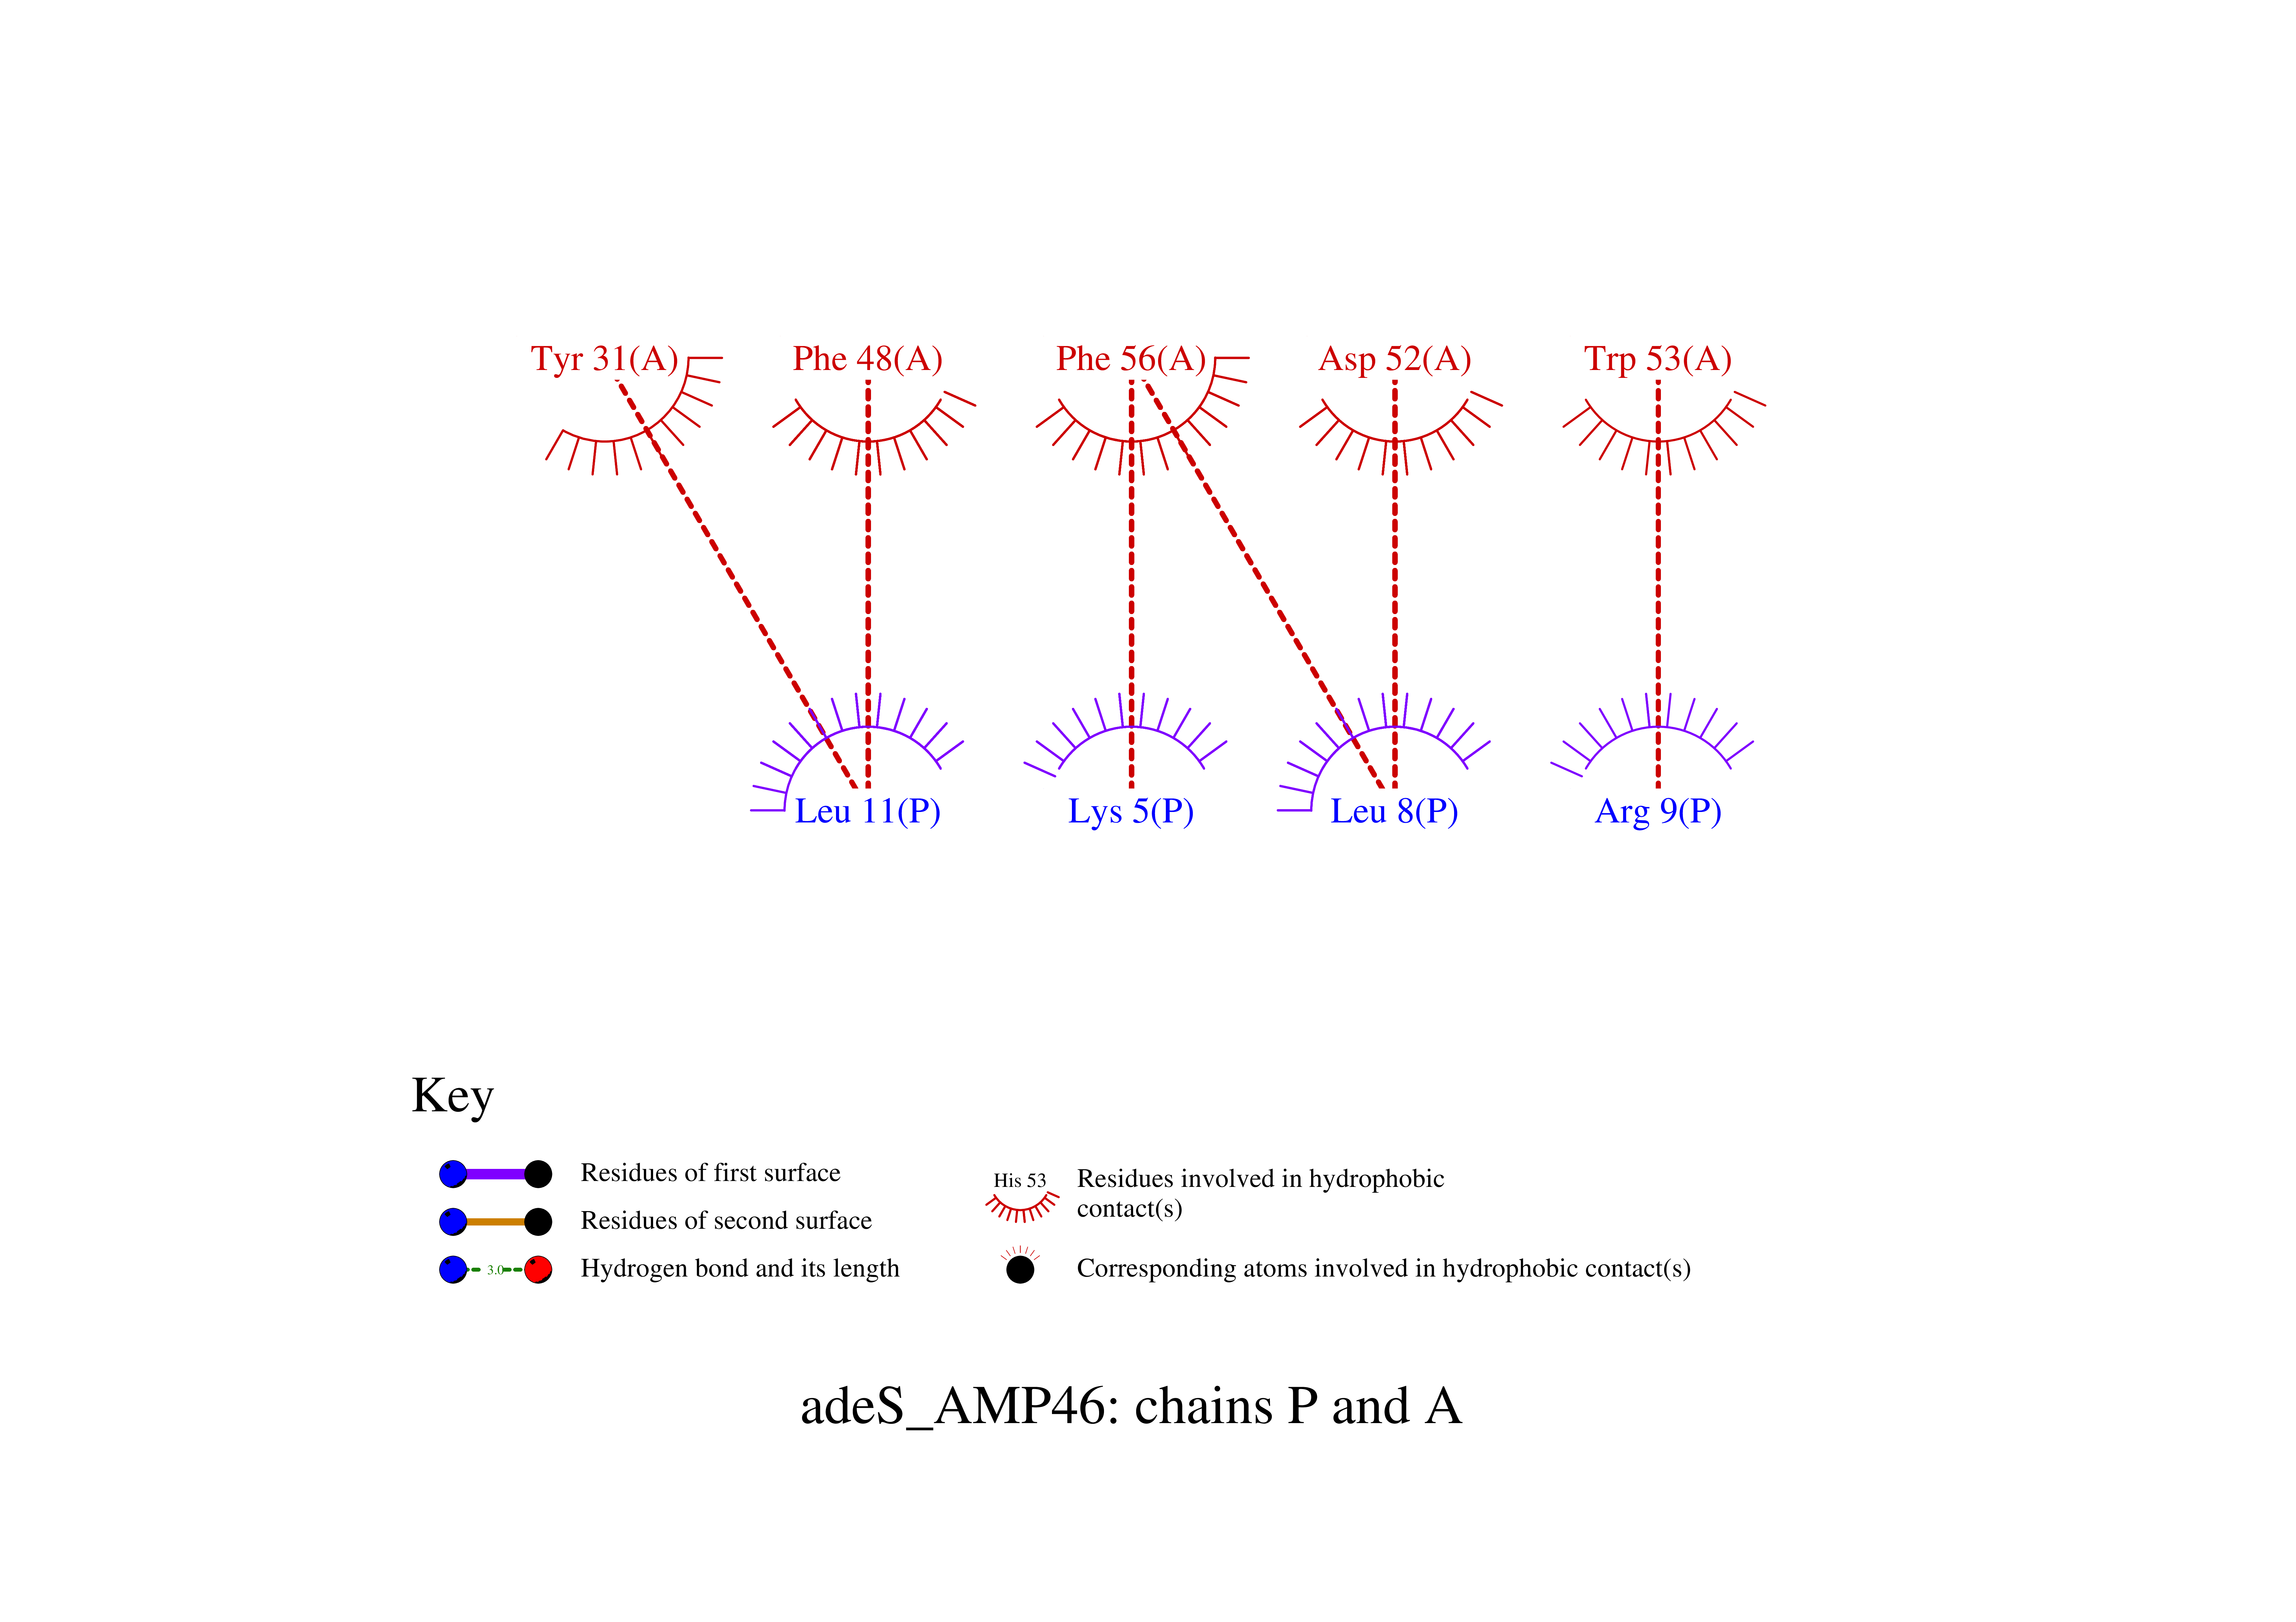 Tyr 31(A) Phe 48(A) Phe 56(A) Asp 52(A) Trp 53(A)
Leu 11(P) Lys 5(P) Leu 8(P) Arg 9(P)
Key
Residues of first surface
Residues of second surface
3.0 Hydrogen bond and its length
His 53 Residues involved in hydrophobic
contact(s)
Corresponding atoms involved in hydrophobic contact(s)
adeS_AMP46: chains P and A